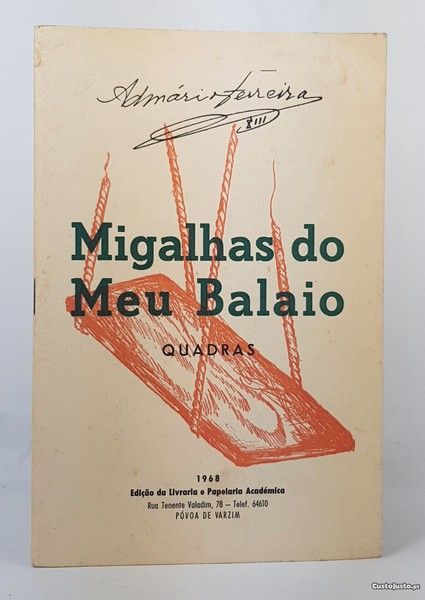 Admário Ferreira
XIII
Migalhas do
Meu Balaio
QUADRAS
1968
Edição da Livraria e Papelaria Académica
Rua Tenente Valadim, 78 — Telef. 64610
PÓVOA DE VARZIM
CustoJusto.pt